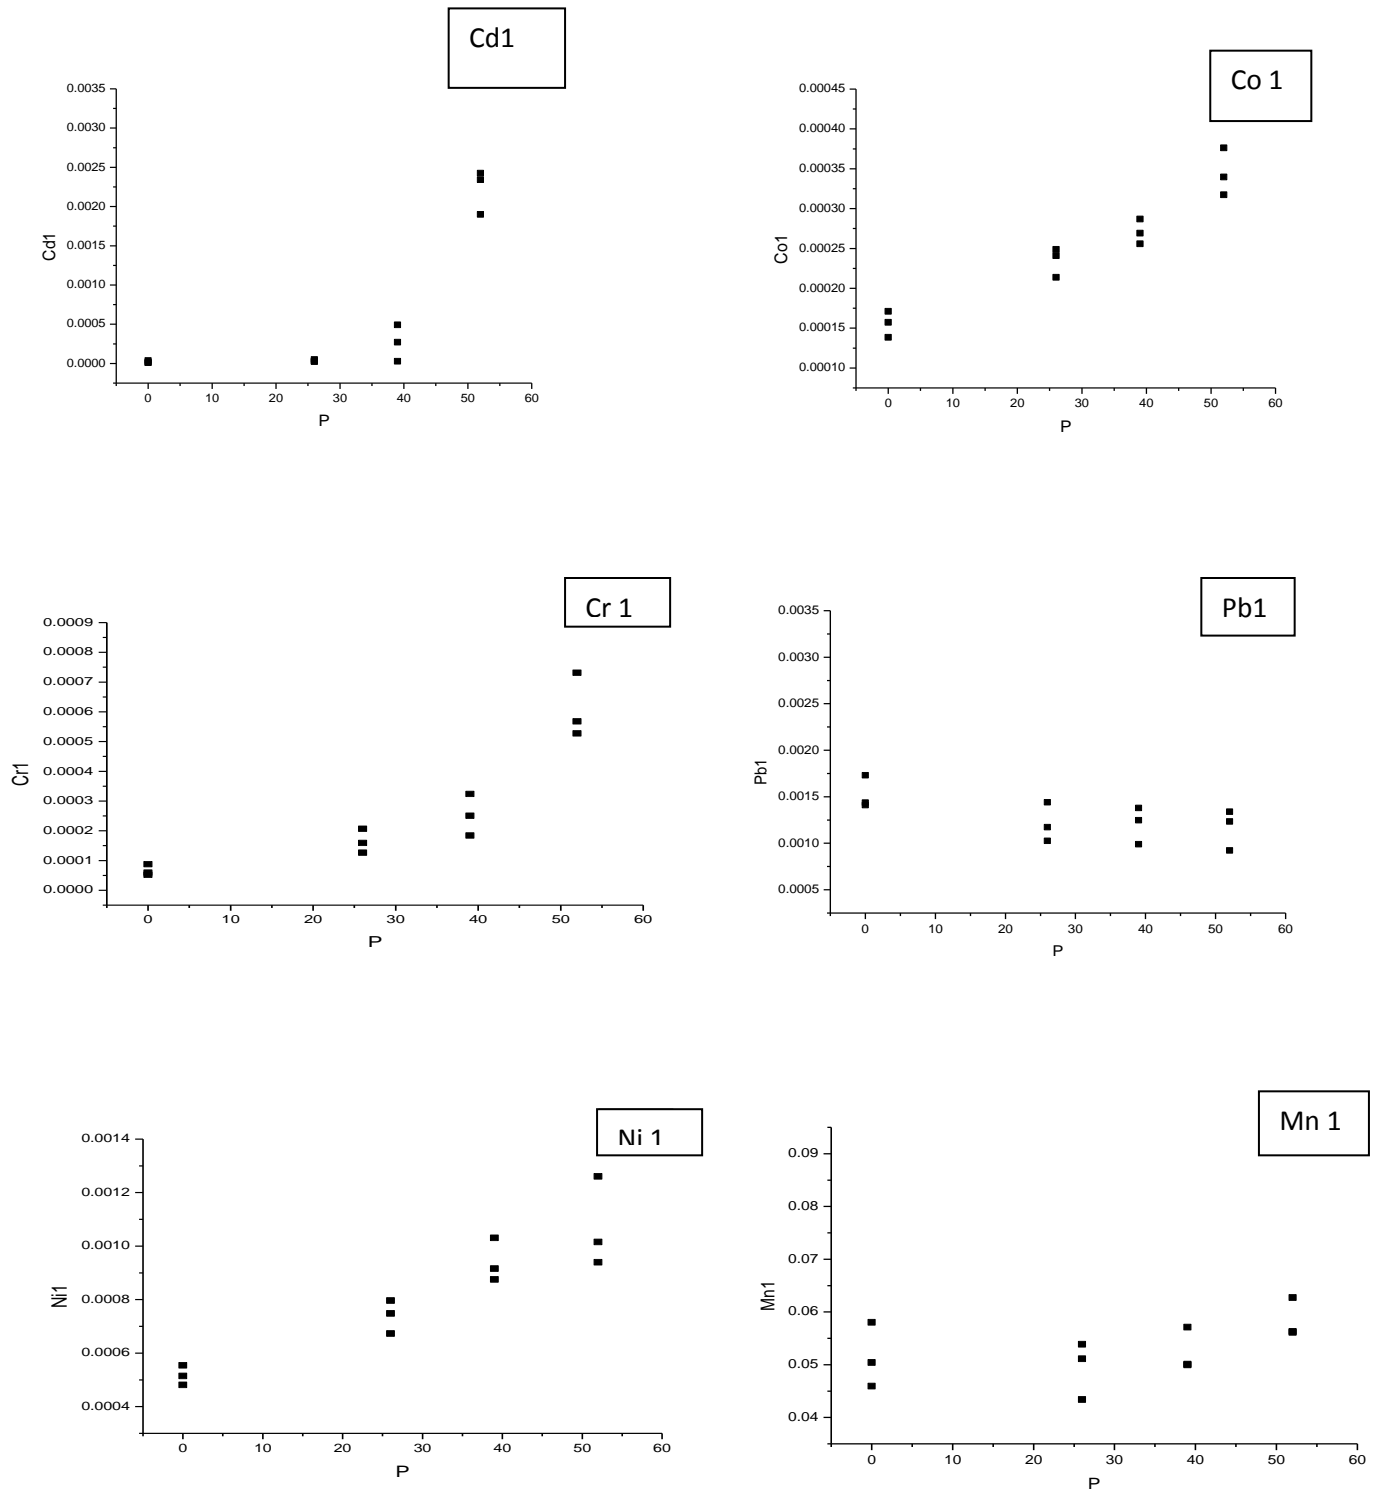 Cd1
0.0035
0.0030
0.0025
0.0020
0.0015
0.0010
0.0005
0.0000
Cd1
0 10 20 30 40 50 60
P
Co 1
0.00045
0.00040
0.00035
0.00030
0.00025
0.00020
0.00015
0.00010
Co1
0 10 20 30 40 50 60
P
Cr 1
0.0009
0.0008
0.0007
0.0006
0.0005
0.0004
0.0003
0.0002
0.0001
0.0000
Cr1
0 10 20 30 40 50 60
P
Pb1
0.0035
0.0030
0.0025
0.0020
0.0015
0.0010
0.0005
Pb1
0 10 20 30 40 50 60
P
Ni 1
0.0014
0.0012
0.0010
0.0008
0.0006
0.0004
Ni1
0 10 20 30 40 50 60
P
Mn 1
0.09
0.08
0.07
0.06
0.05
0.04
Mn1
0 10 20 30 40 50 60
P